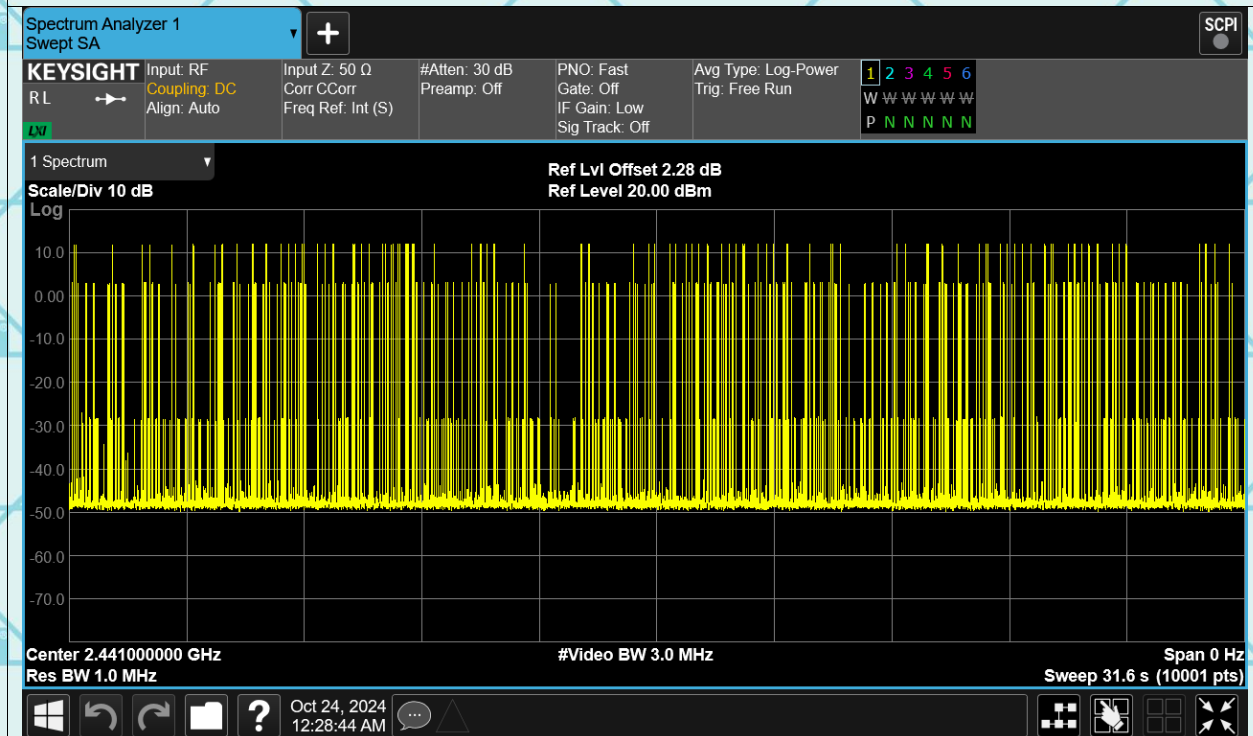 Spectrum Analyzer 1
Swept SA
+
SCPI
KEYSIGHT
RL
LXI
Input: RF
Coupling: DC
Align: Auto
Input Z: 50 Ω
Corr CCorr
Freq Ref: Int (S)
#Atten: 30 dB
Preamp: Off
PNO: Fast
Gate: Off
IF Gain: Low
Sig Track: Off
Avg Type: Log-Power
Trig: Free Run
1 2 3 4 5 6
W W W W W W
P N N N N N
1 Spectrum
Scale/Div 10 dB
Log
Ref Lvl Offset 2.28 dB
Ref Level 20.00 dBm
10.0
0.00
-10.0
-20.0
-30.0
-40.0
-50.0
-60.0
-70.0
Center 2.441000000 GHz
Res BW 1.0 MHz
#Video BW 3.0 MHz
Span 0 Hz
Sweep 31.6 s (10001 pts)
?
Oct 24, 2024
12:28:44 AM